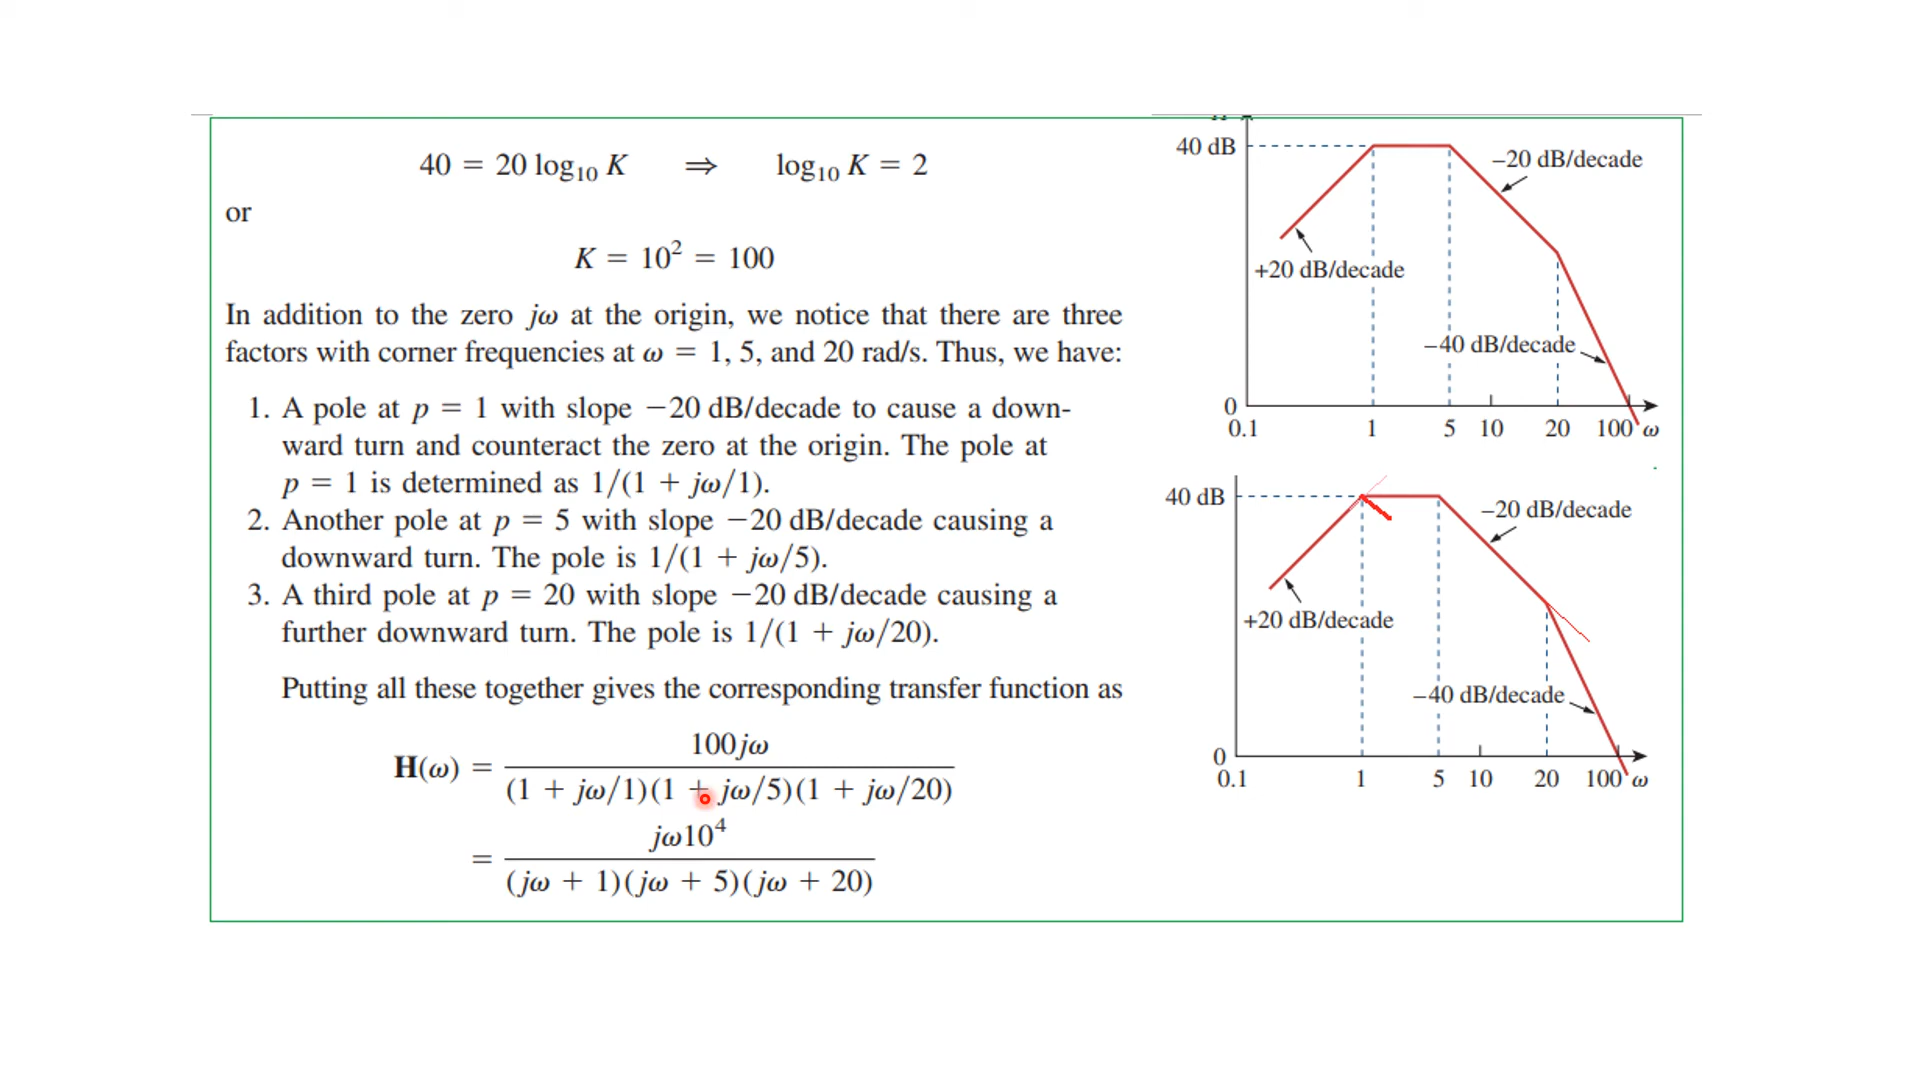 40 = 20 log₁₀ K ⇒ log₁₀ K = 2
or
K = 10² = 100
In addition to the zero jω at the origin, we notice that there are three
factors with corner frequencies at ω = 1, 5, and 20 rad/s. Thus, we have:
1. A pole at p = 1 with slope −20 dB/decade to cause a down-
ward turn and counteract the zero at the origin. The pole at
p = 1 is determined as 1/(1 + jω/1).
2. Another pole at p = 5 with slope −20 dB/decade causing a
downward turn. The pole is 1/(1 + jω/5).
3. A third pole at p = 20 with slope −20 dB/decade causing a
further downward turn. The pole is 1/(1 + jω/20).
Putting all these together gives the corresponding transfer function as
100jω
H(ω) =
(1 + jω/1)(1 + jω/5)(1 + jω/20)
jω10⁴
=
(jω + 1)(jω + 5)(jω + 20)
40 dB
−20 dB/decade
+20 dB/decade
−40 dB/decade
0
0.1 1 5 10 20 100 ω
40 dB
−20 dB/decade
+20 dB/decade
−40 dB/decade
0
0.1 1 5 10 20 100 ω